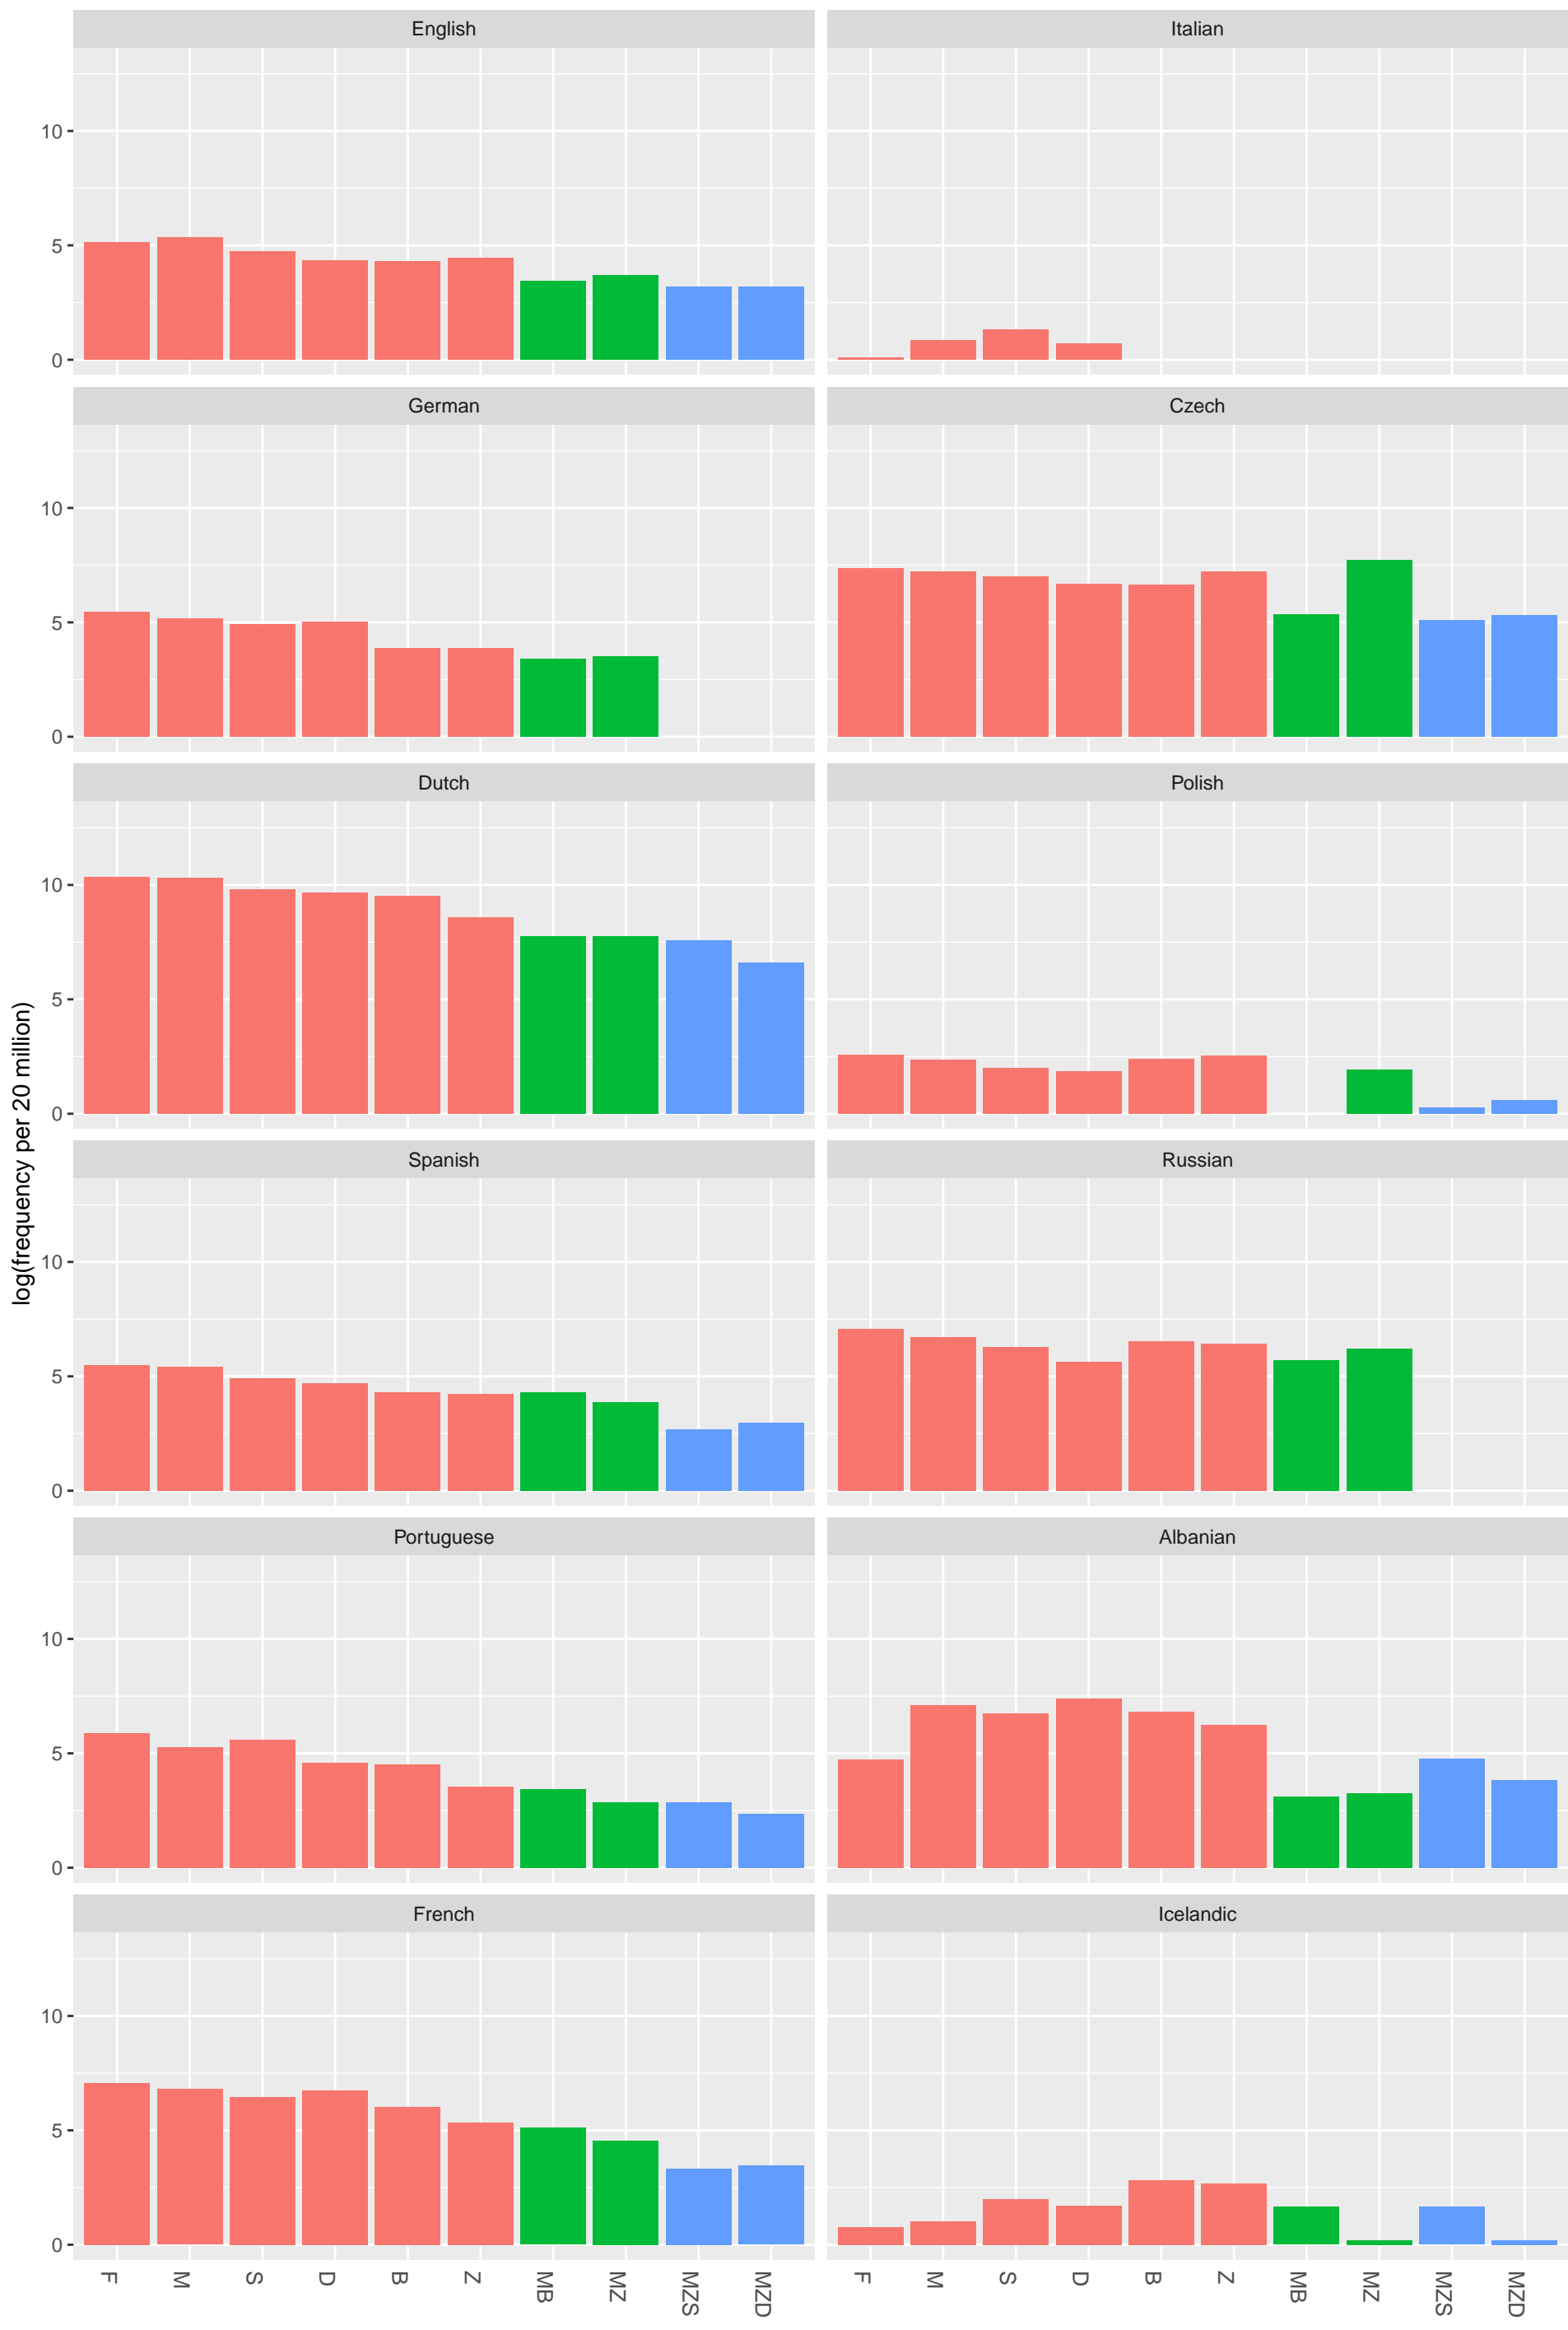 English
Italian
10
5
0
German
Czech
10
5
0
Dutch
Polish
10
5
0
log(frequency per 20 million)
Spanish
Russian
10
5
0
Portuguese
Albanian
10
5
0
French
Icelandic
10
5
0
F M S D B Z MB MZ MZS MZD
F M S D B Z MB MZ MZS MZD